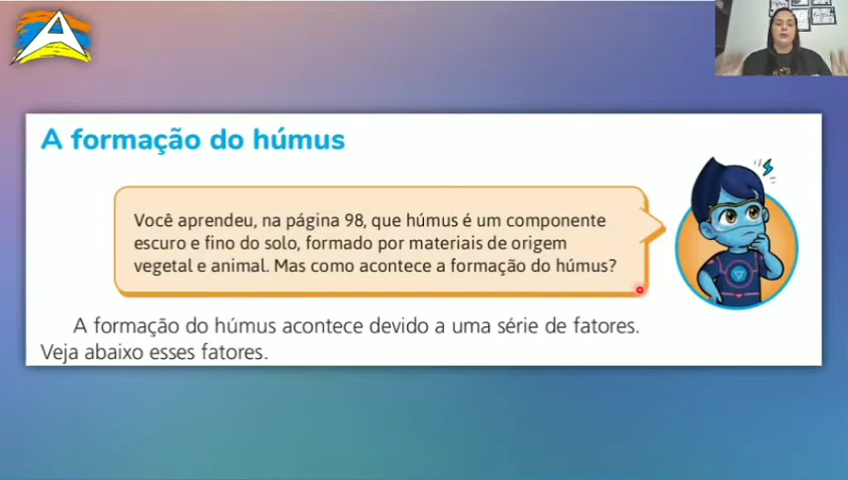 A formação do húmus
Você aprendeu, na página 98, que húmus é um componente
escuro e fino do solo, formado por materiais de origem
vegetal e animal. Mas como acontece a formação do húmus?
A formação do húmus acontece devido a uma série de fatores.
Veja abaixo esses fatores.